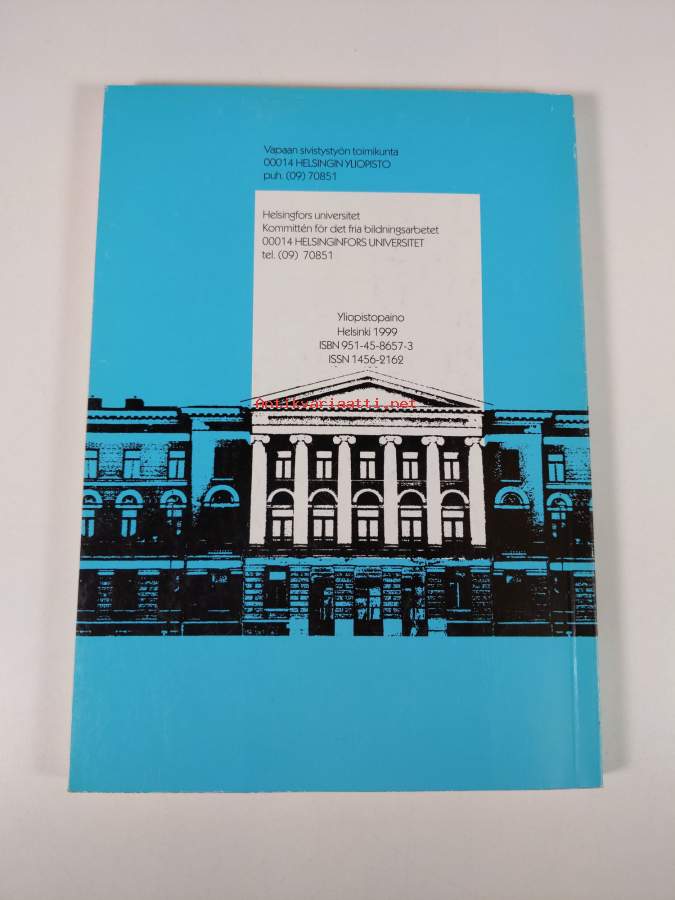 Vapaan sivistystyön toimikunta
00014 HELSINGIN YLIOPISTO
puh. (09) 70851
Helsingfors universitet
Kommittén för det fria bildningsarbetet
00014 HELSINGINFORS UNIVERSITET
tel. (09) 70851
Yliopistopaino
Helsinki 1999
ISBN 951-45-8657-3
ISSN 1456-2162
Antikvariaatti.net